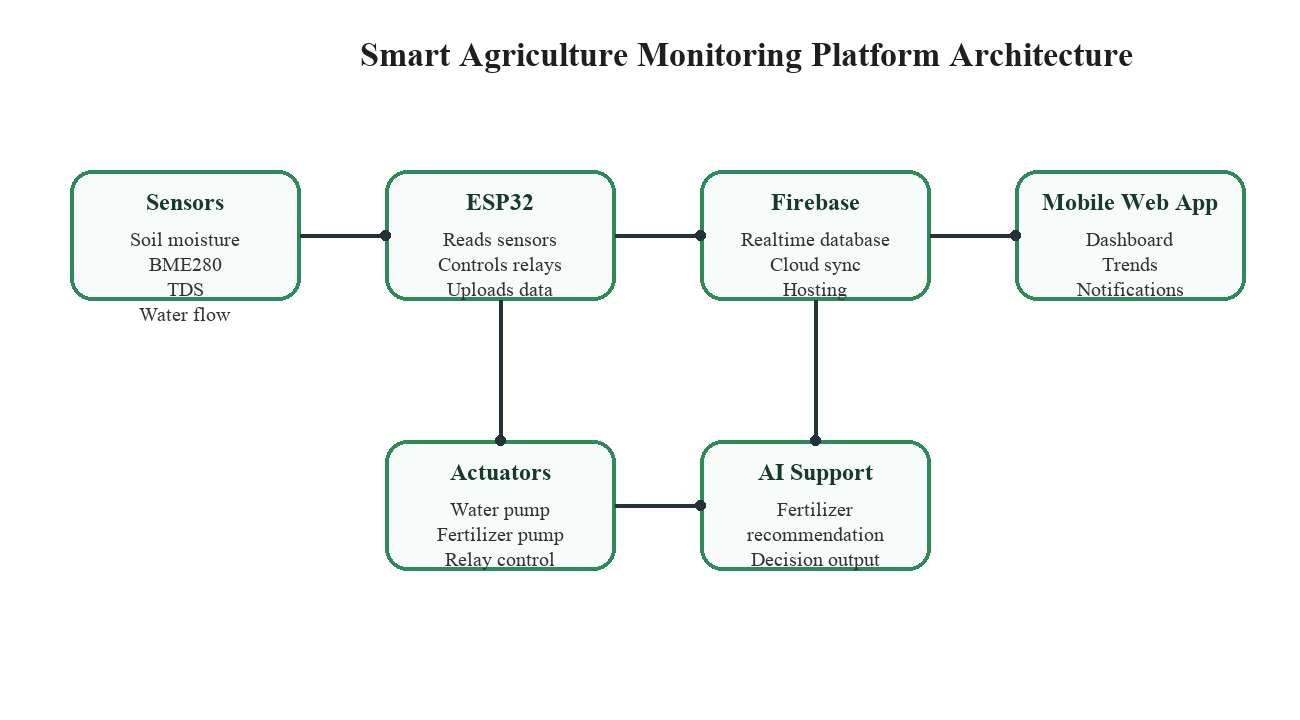 Smart Agriculture Monitoring Platform Architecture
Sensors
Soil moisture
BME280
TDS
Water flow
ESP32
Reads sensors
Controls relays
Uploads data
Firebase
Realtime database
Cloud sync
Hosting
Mobile Web App
Dashboard
Trends
Notifications
Actuators
Water pump
Fertilizer pump
Relay control
AI Support
Fertilizer
recommendation
Decision output